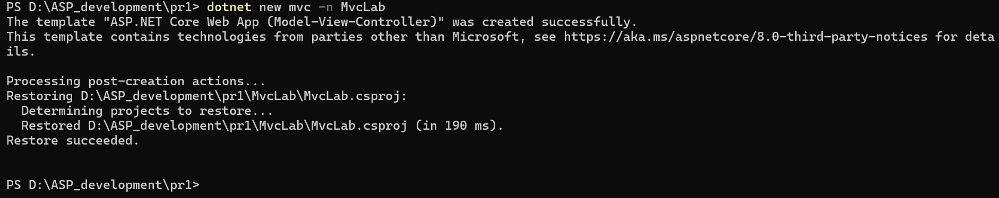 PS D:\ASP_development\pr1> dotnet new mvc -n MvcLab
The template "ASP.NET Core Web App (Model-View-Controller)" was created successfully.
This template contains technologies from parties other than Microsoft, see https://aka.ms/aspnetcore/8.0-third-party-notices for deta
ils.
Processing post-creation actions...
Restoring D:\ASP_development\pr1\MvcLab\MvcLab.csproj:
  Determining projects to restore...
  Restored D:\ASP_development\pr1\MvcLab\MvcLab.csproj (in 190 ms).
Restore succeeded.
PS D:\ASP_development\pr1>